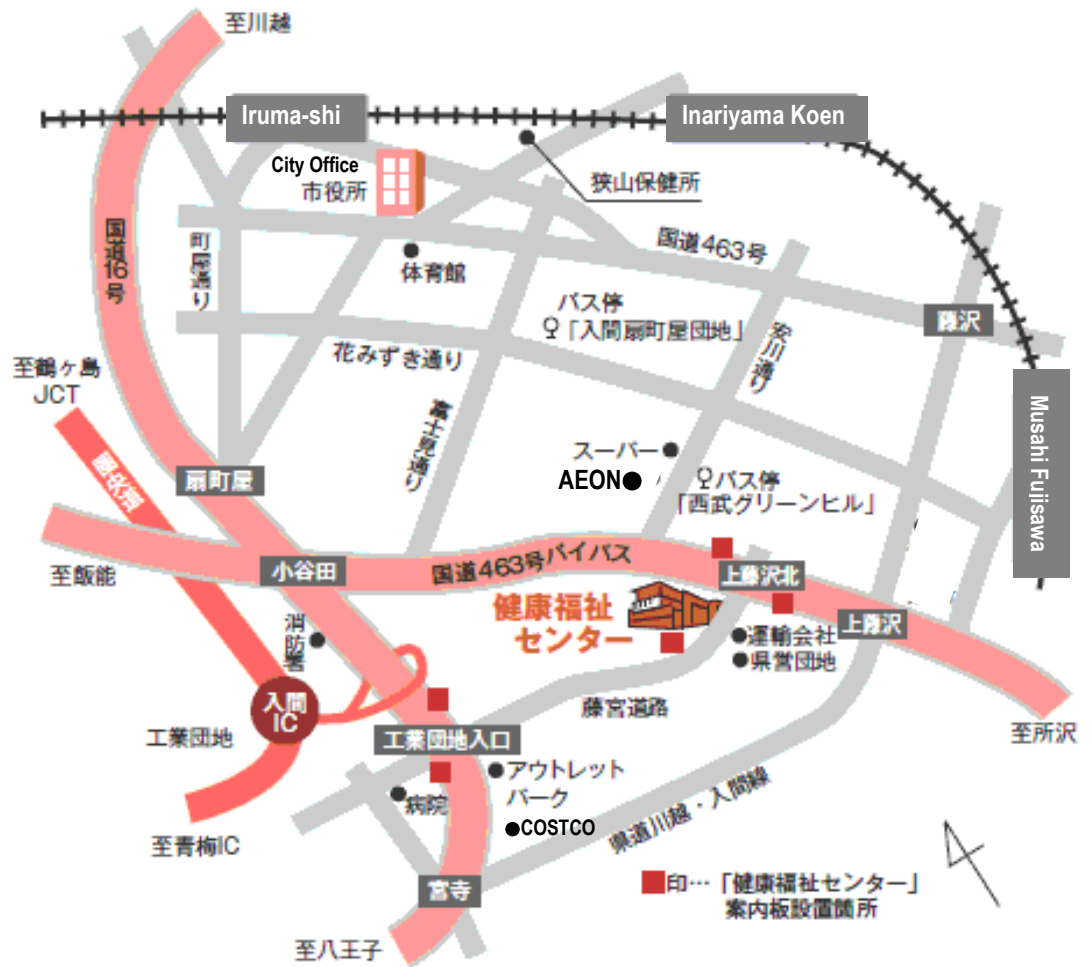 至川越
Iruma-shi
Inariyama Koen
City Office
市役所
狭山保健所
国道16号
町屋通り
体育館
国道463号
バス停
「入間扇町屋団地」
安川通り
藤沢
花みずき通り
富士見通り
至鶴ヶ島
JCT
圏央道
Musahi Fujisawa
スーパー
AEON
バス停
「西武グリーンヒル」
扇町屋
至飯能
小谷田
国道463号バイパス
上藤沢北
健康福祉
センター
上藤沢
運輸会社
県営団地
消防署
入間
IC
藤宮道路
工業団地
工業団地入口
至所沢
アウトレット
パーク
病院
COSTCO
至青梅IC
県道川越・入間線
宮寺
印…「健康福祉センター」
案内板設置箇所
至八王子